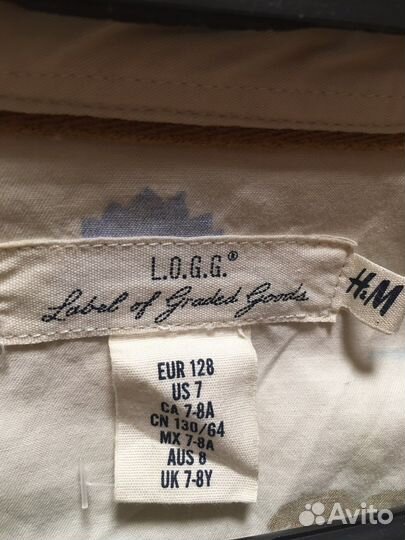 L.O.G.G.®
Label of Graded Goods
H&M
EUR 128
US 7
CA 7-8A
CN 130/64
MX 7-8A
AUS 8
UK 7-8Y
Avito